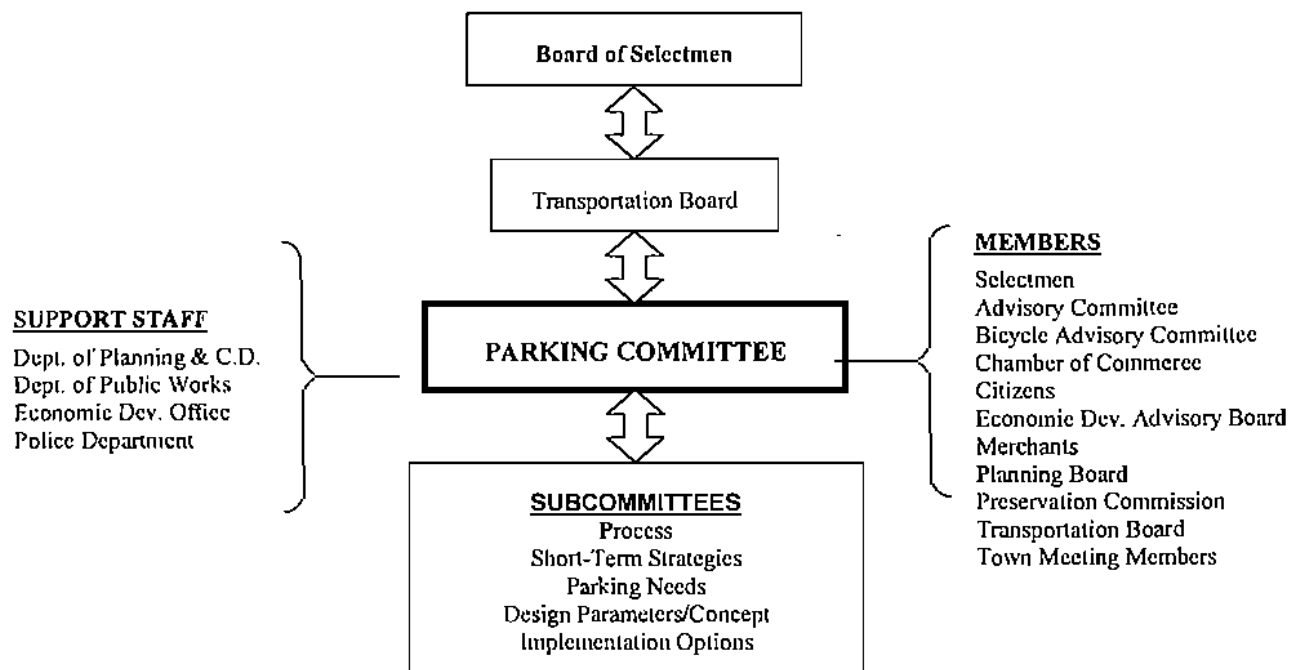 Board of Selectmen
Transportation Board
PARKING COMMITTEE
SUPPORT STAFF
Dept. of Planning & C.D.
Dept. of Public Works
Economic Dev. Office
Police Department
MEMBERS
Selectmen
Advisory Committee
Bicycle Advisory Committee
Chamber of Commerce
Citizens
Economic Dev. Advisory Board
Merchants
Planning Board
Preservation Commission
Transportation Board
Town Meeting Members
SUBCOMMITTEES
Process
Short-Term Strategies
Parking Needs
Design Parameters/Concept
Implementation Options